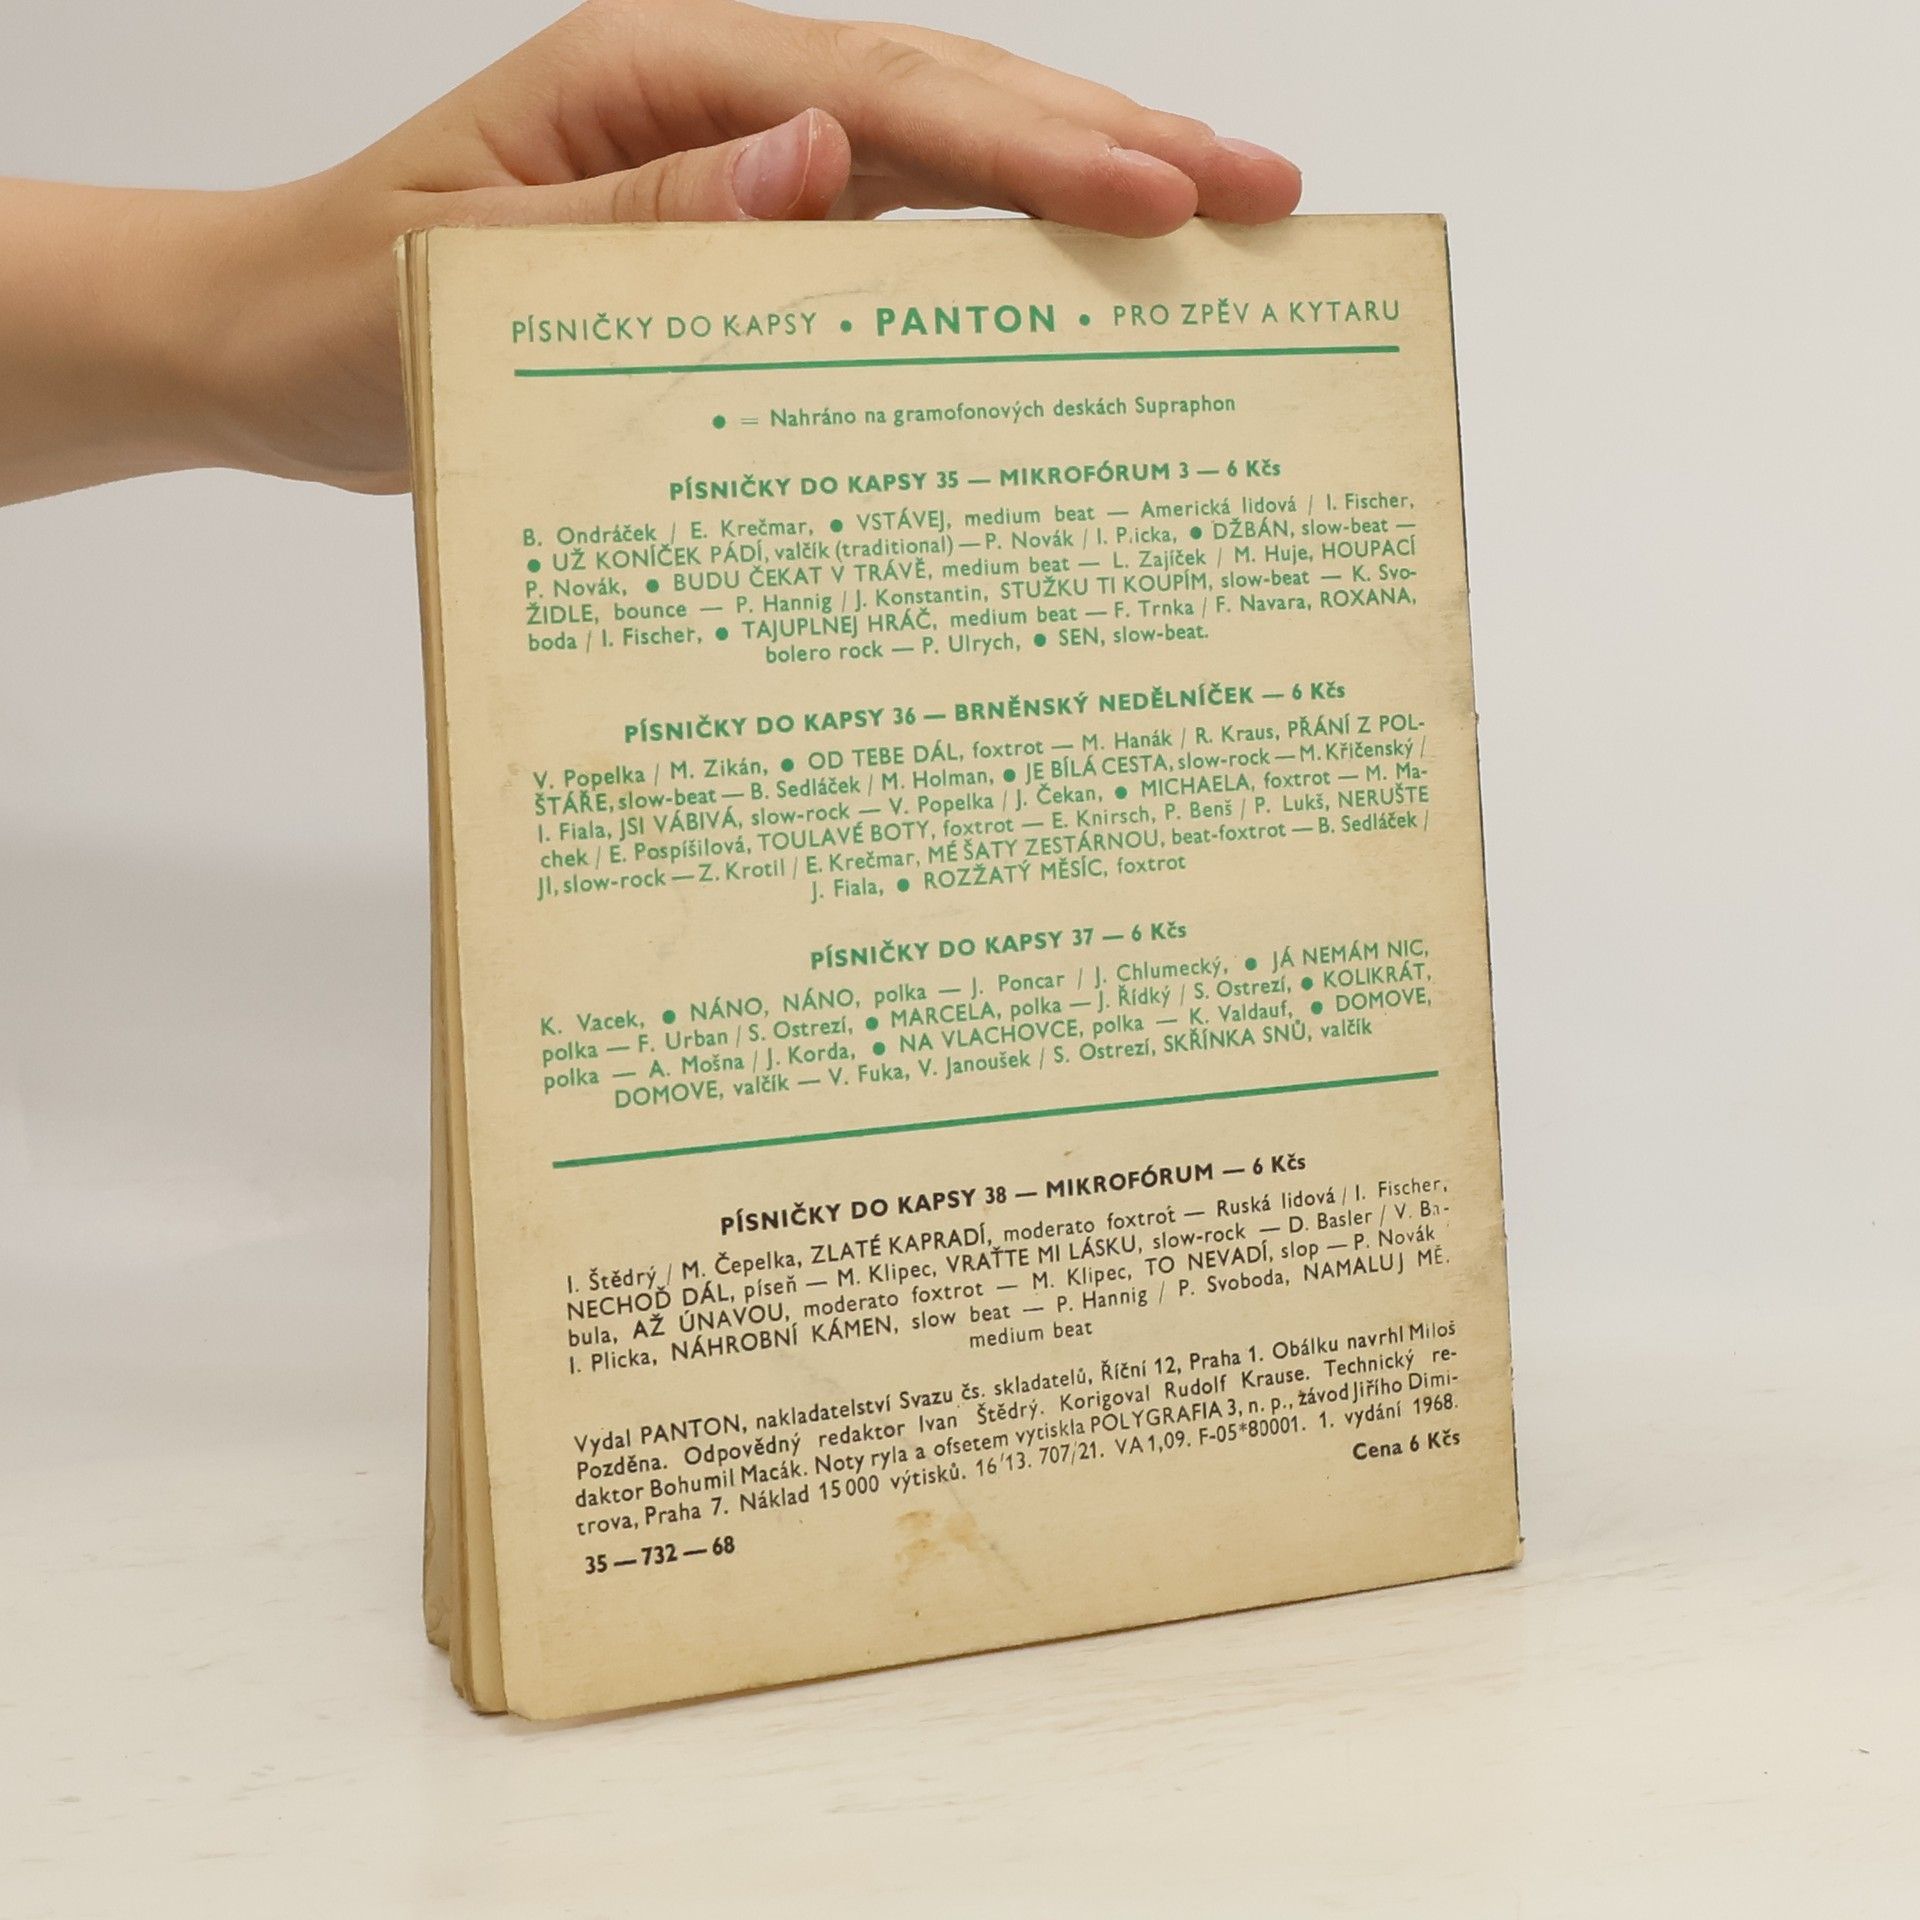 PÍSNIČKY DO KAPSY • PANTON • PRO ZPĚV A KYTARU
● = Nahráno na gramofonových deskách Supraphon
PÍSNIČKY DO KAPSY 35 — MIKROFÓRUM 3 — 6 Kčs
B. Ondráček / E. Krečmar, ● VSTÁVEJ, medium beat — Americká lidová / I. Fischer,
● UŽ KONÍČEK PÁDÍ, valčík (traditional) — P. Novák / I. P.icka, ● DŽBÁN, slow-beat —
P. Novák, ● BUDU ČEKAT V TRÁVĚ, medium beat — L. Zajíček / M. Huje, HOUPACÍ
ŽIDLE, bounce — P. Hannig / J. Konstantin, STUŽKU TI KOUPÍM, slow-beat — K. Svo-
boda / I. Fischer, ● TAJUPLNEJ HRÁČ, medium beat — F. Trnka / F. Navara, ROXANA,
bolero rock — P. Ulrych, ● SEN, slow-beat.
PÍSNIČKY DO KAPSY 36 — BRNĚNSKÝ NEDĚLNÍČEK — 6 Kčs
V. Popelka / M. Zikán, ● OD TEBE DÁL, foxtrot — M. Hanák / R. Kraus, PŘÁNÍ Z POL-
ŠTÁŘE, slow-beat — B. Sedláček / M. Holman, ● JE BÍLÁ CESTA, slow-rock — M. Křičenský /
I. Fiala, JSI VÁBIVÁ, slow-rock — V. Popelka / J. Čekan, ● MICHAELA, foxtrot — M. Ma-
chek / E. Pospíšilová, TOULAVÉ BOTY, foxtrot — E. Knirsch, P. Benš / P. Lukš, NERUŠTE
JI, slow-rock — Z. Krotil / E. Krečmar, MÉ ŠATY ZESTÁRNOU, beat-foxtrot — B. Sedláček /
J. Fiala, ● ROZŽATÝ MĚSÍC, foxtrot
PÍSNIČKY DO KAPSY 37 — 6 Kčs
K. Vacek, ● NÁNO, NÁNO, polka — J. Poncar / J. Chlumecký, ● JÁ NEMÁM NIC,
polka — F. Urban / S. Ostrezí, ● MARCELA, polka — J. Řídký / S. Ostrezí, ● KOLIKRÁT,
polka — A. Mošna / J. Korda, ● NA VLACHOVCE, polka — K. Valdauf, ● DOMOVE,
DOMOVE, valčík — V. Fuka, V. Janoušek / S. Ostrezí, SKŘÍNKA SNŮ, valčík
PÍSNIČKY DO KAPSY 38 — MIKROFÓRUM — 6 Kčs
I. Štědrý / M. Čepelka, ZLATÉ KAPRADÍ, moderato foxtrot — Ruská lidová / I. Fischer,
NECHOĎ DÁL, píseň — M. Klipec, VRAŤTE MI LÁSKU, slow-rock — D. Basler / V. Ba-
bula, AŽ ÚNAVOU, moderato foxtrot — M. Klipec, TO NEVADÍ, slop — P. Novák /
I. Plicka, NÁHROBNÍ KÁMEN, slow beat — P. Hannig / P. Svoboda, NAMALUJ MĚ.
medium beat
Vydal PANTON, nakladatelství Svazu čs. skladatelů, Říční 12, Praha 1. Obálku navrhl Miloš
Pozděna. Odpovědný redaktor Ivan Štědrý. Korigoval Rudolf Krause. Technický re-
daktor Bohumil Macák. Noty ryla a ofsetem vytiskla POLYGRAFIA 3, n. p., závod Jiřího Dimi-
trova, Praha 7. Náklad 15 000 výtisků. 16′13. 707/21. VA 1,09. F-05*80001. 1. vydání 1968.
Cena 6 Kčs
35 — 732 — 68